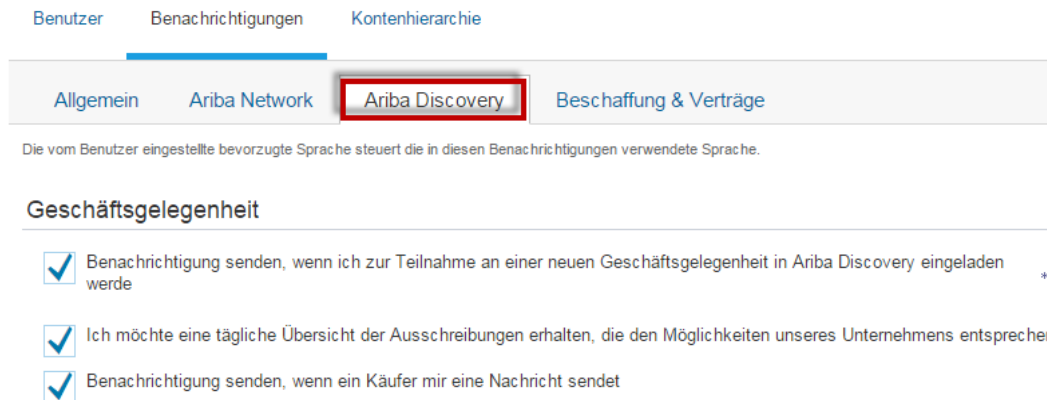 Benutzer Benachrichtigungen Kontenhierarchie
Allgemein Ariba Network Ariba Discovery Beschaffung & Verträge
Die vom Benutzer eingestellte bevorzugte Sprache steuert die in diesen Benachrichtigungen verwendete Sprache.
Geschäftsgelegenheit
Benachrichtigung senden, wenn ich zur Teilnahme an einer neuen Geschäftsgelegenheit in Ariba Discovery eingeladen
werde *
Ich möchte eine tägliche Übersicht der Ausschreibungen erhalten, die den Möglichkeiten unseres Unternehmens entsprechen
Benachrichtigung senden, wenn ein Käufer mir eine Nachricht sendet